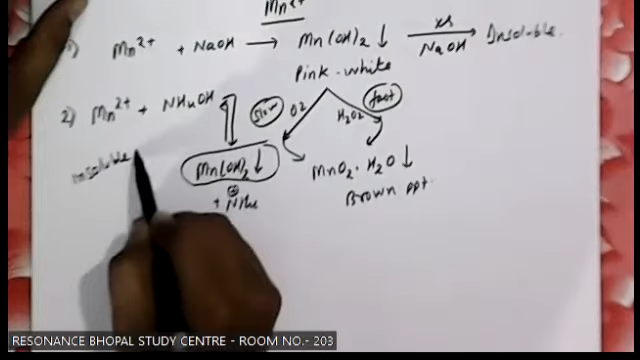 Mn2+
1) Mn2+ + NaOH ⟶ Mn(OH)2 ↓ xs NaOH ⟶ Insoluble.
Pink-white
2) Mn2+ + NH4OH slow O2 H2O2 fast
insoluble Mn(OH)2 ↓ MnO2.H2O ↓
+ NH4 ⊕ Brown ppt.
RESONANCE BHOPAL STUDY CENTRE - ROOM NO.- 203